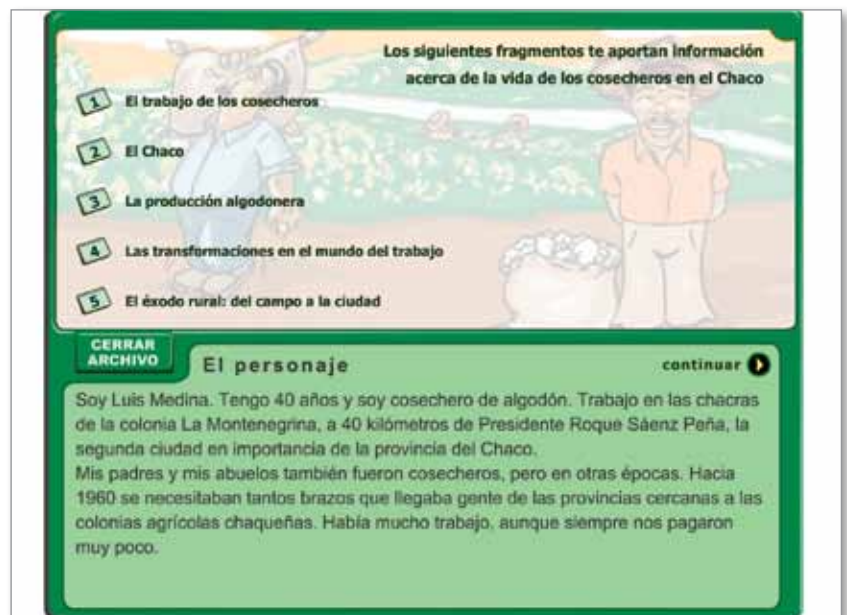 Los siguientes fragmentos te aportan información
acerca de la vida de los cosecheros en el Chaco
1 El trabajo de los cosecheros
2 El Chaco
3 La producción algodonera
4 Las transformaciones en el mundo del trabajo
5 El éxodo rural: del campo a la ciudad
CERRAR
ARCHIVO
El personaje
continuar
Soy Luis Medina. Tengo 40 años y soy cosechero de algodón. Trabajo en las chacras
de la colonia La Montenegrina, a 40 kilómetros de Presidente Roque Sáenz Peña, la
segunda ciudad en importancia de la provincia del Chaco.
Mis padres y mis abuelos también fueron cosecheros, pero en otras épocas. Hacia
1960 se necesitaban tantos brazos que llegaba gente de las provincias cercanas a las
colonias agrícolas chaqueñas. Había mucho trabajo, aunque siempre nos pagaron
muy poco.